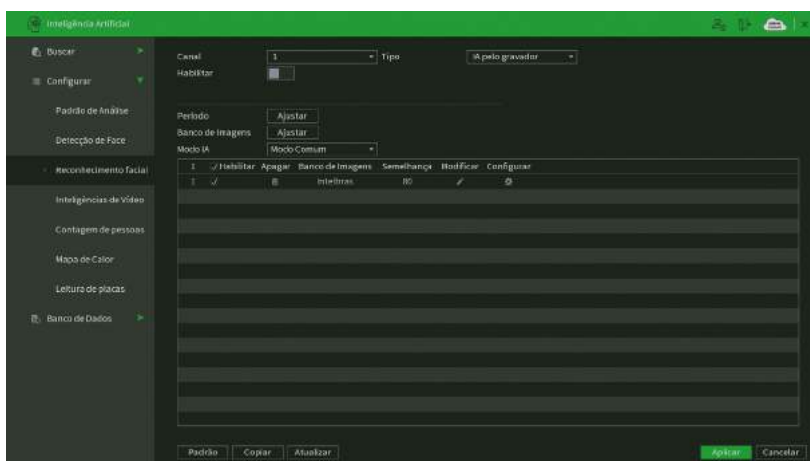 Inteligência Artificial
Buscar
Configurar
Padrão de Análise
Detecção de Face
Reconhecimento facial
Inteligências de Vídeo
Contagem de pessoas
Mapa de Calor
Leitura de placas
Banco de Dados
Canal 1 Tipo IA pelo gravador
Habilitar
Período Ajustar
Banco de Imagens Ajustar
Modo IA Modo Comum
1 Habilitar Apagar Banco de Imagens Semelhança Modificar Configurar
1 Intelbras 80
Padrão Copiar Atualizar Aplicar Cancelar